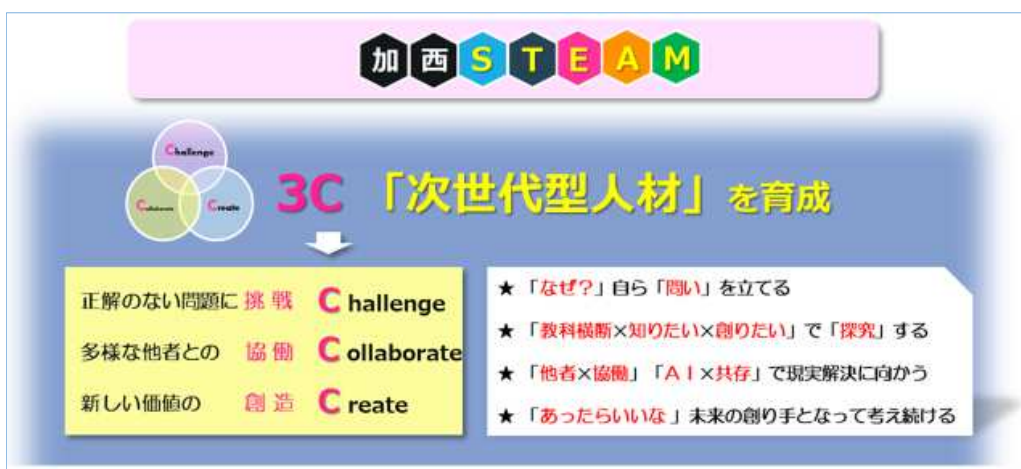 加西STEAM
Challenge
Collaborate
Create
3C 「次世代型人材」を育成
正解のない問題に 挑戦 Challenge
多様な他者との 協働 Collaborate
新しい価値の 創造 Create
★「なぜ？」自ら「問い」を立てる
★「教科横断×知りたい×創りたい」で「探究」する
★「他者×協働」「ＡＩ×共存」で現実解決に向かう
★「あったらいいな」未来の創り手となって考え続ける